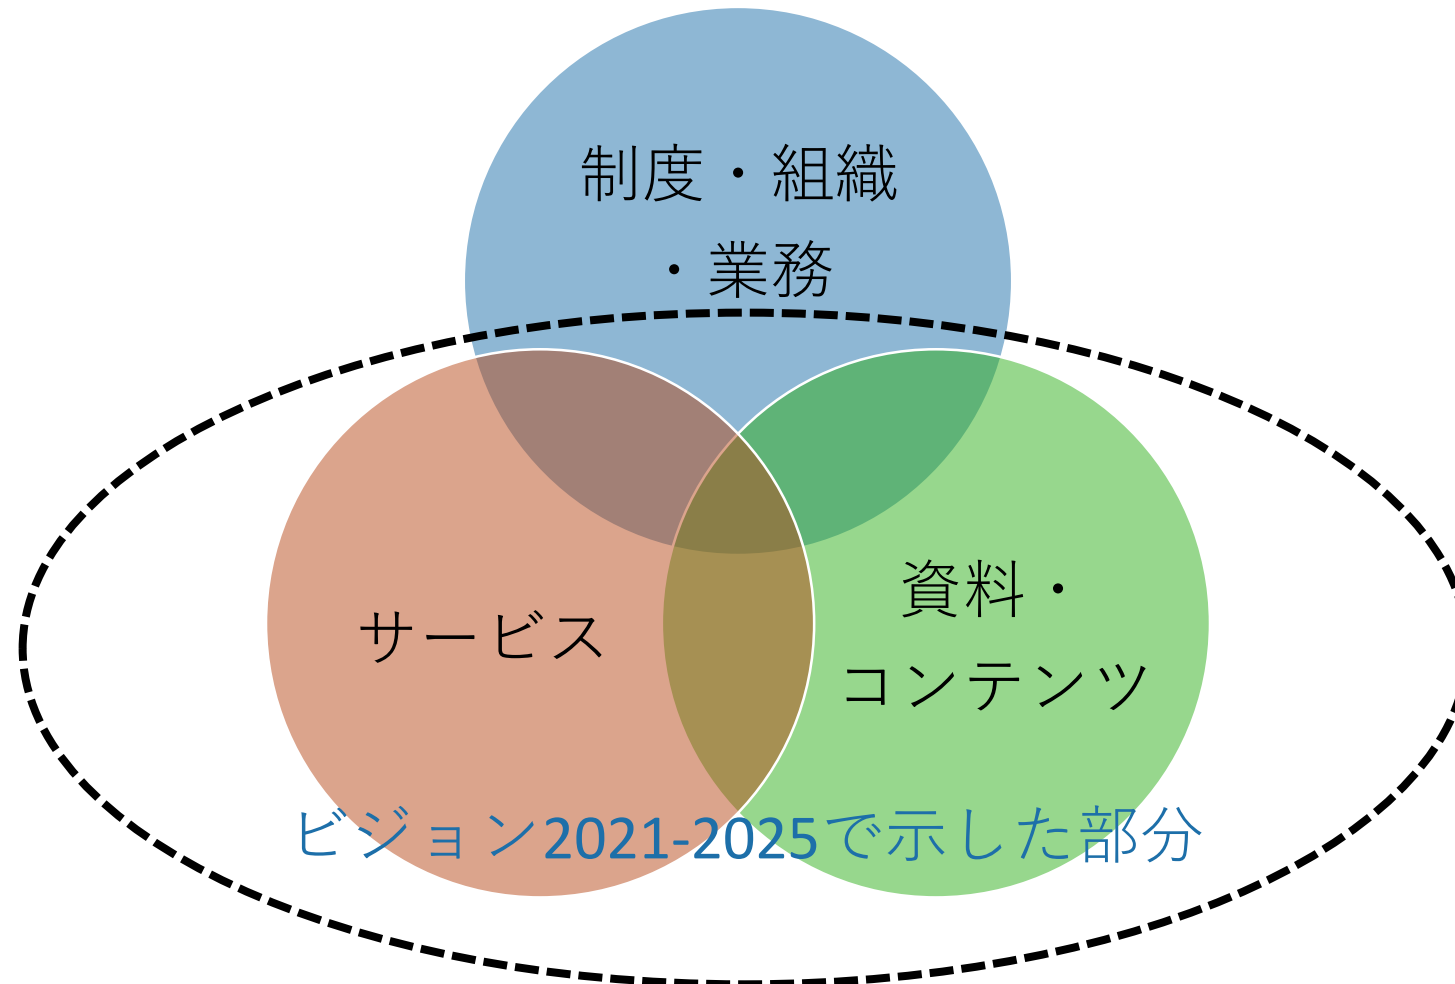 制度・組織
・業務
サービス
資料・
コンテンツ
ビジョン2021-2025で示した部分